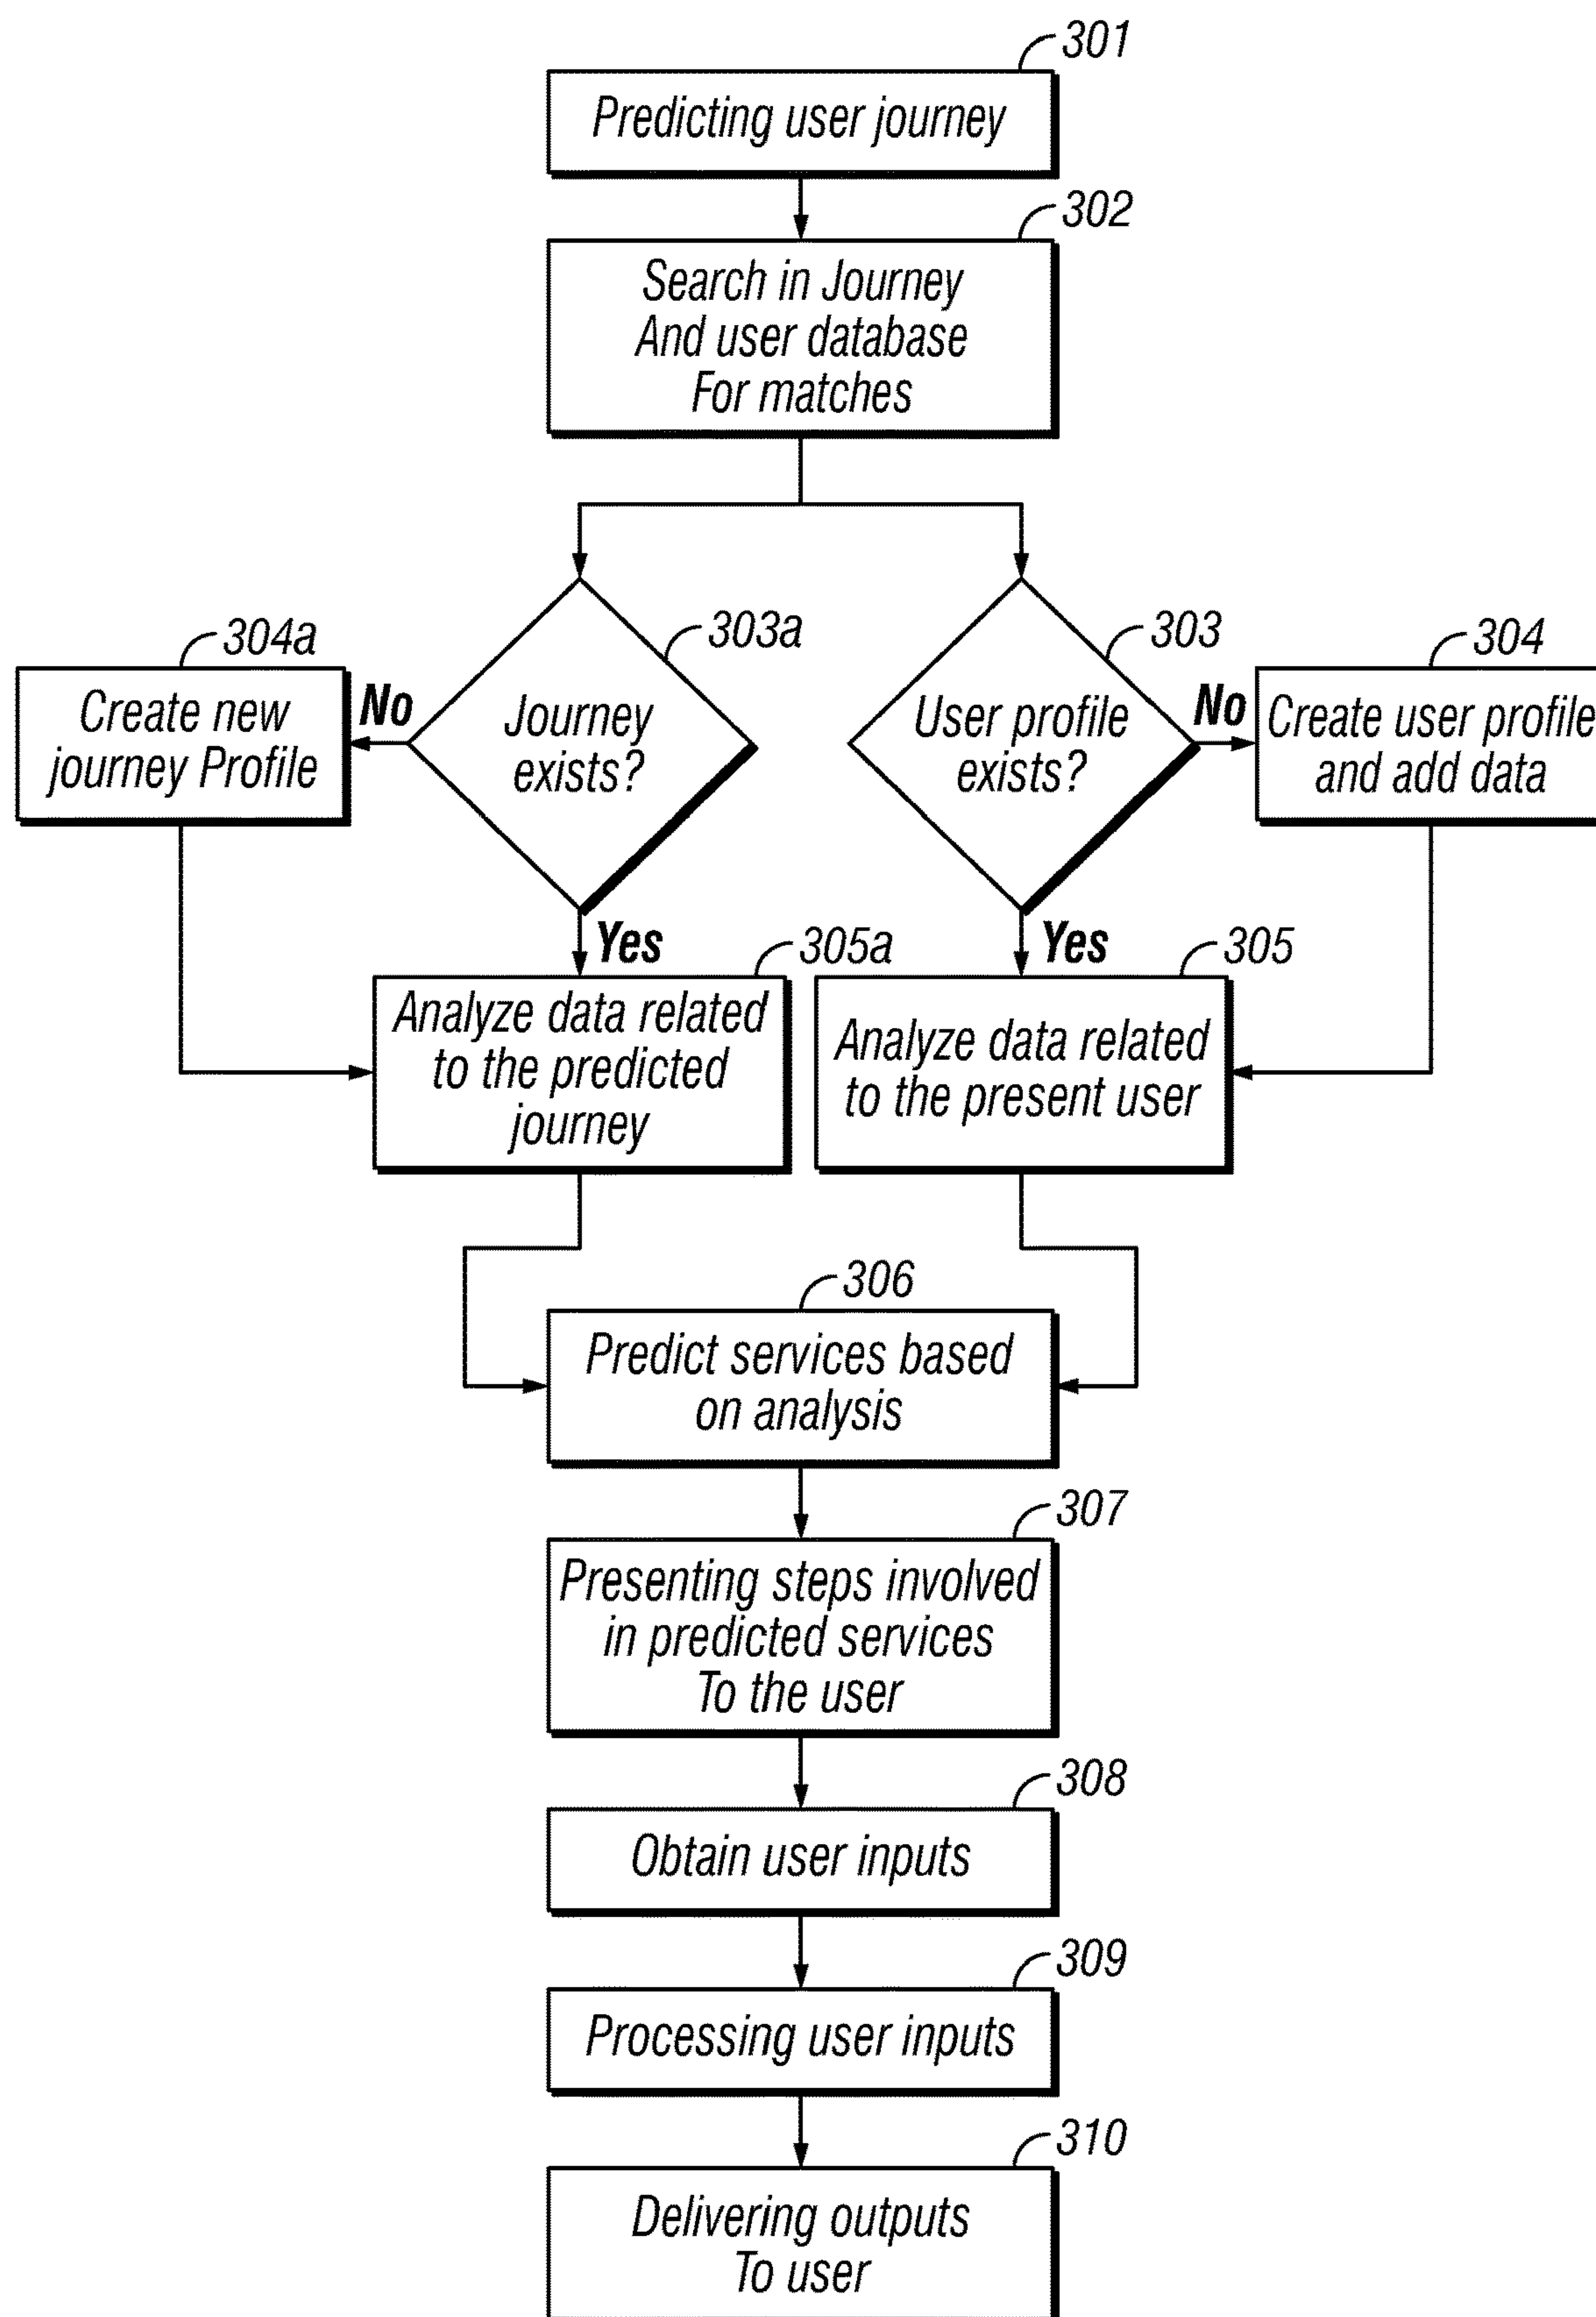 301
Predicting user journey
302
Search in Journey
And user database
For matches
304a
Create new
journey Profile
No
303a
Journey
exists?
Yes
303
User profile
exists?
No
304
Create user profile
and add data
Yes
305a
Analyze data related
to the predicted
journey
305
Analyze data related
to the present user
306
Predict services based
on analysis
307
Presenting steps involved
in predicted services
To the user
308
Obtain user inputs
309
Processing user inputs
310
Delivering outputs
To user